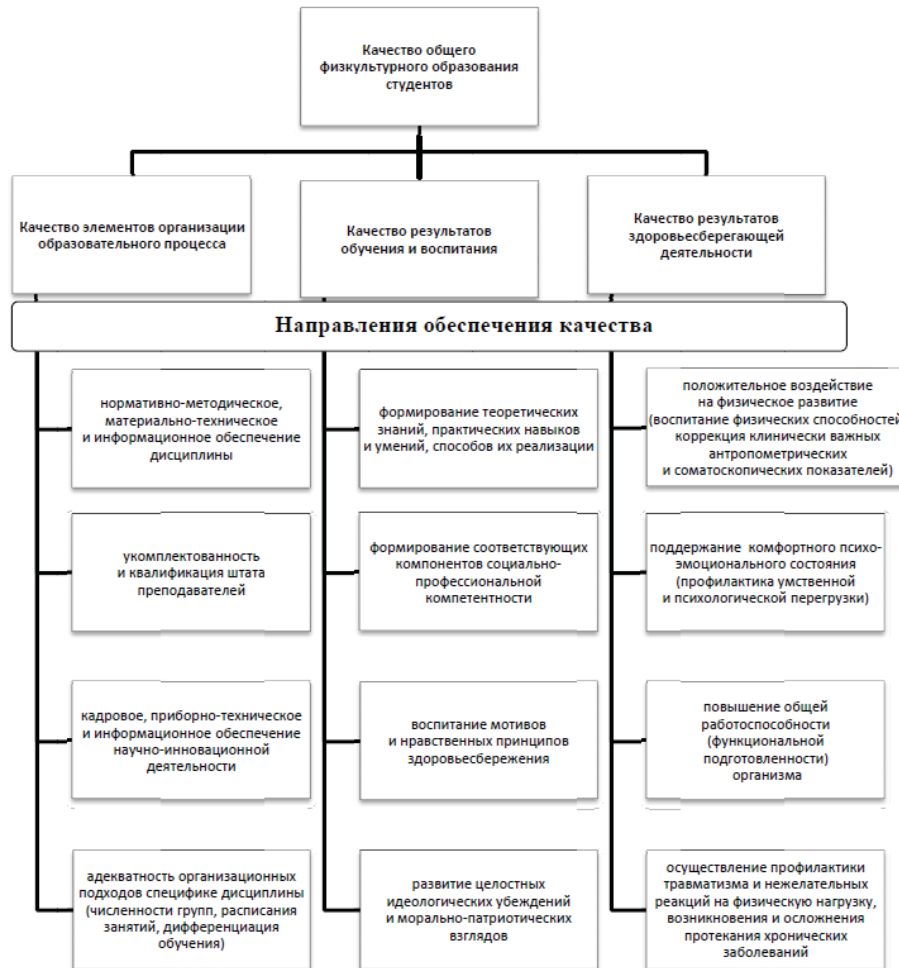 Качество общего
физкультурного образования
студентов
Качество элементов организации
образовательного процесса
Качество результатов
обучения и воспитания
Качество результатов
здоровьесберегающей
деятельности
Направления обеспечения качества
нормативно-методическое,
материально-техническое
и информационное обеспечение
дисциплины
формирование теоретических
знаний, практических навыков
и умений, способов их реализации
положительное воздействие
на физическое развитие
(воспитание физических способностей
коррекция клинически важных
антропометрических
и соматоскопических показателей)
укомплектованность
и квалификация штата
преподавателей
формирование соответствующих
компонентов социально-
профессиональной
компетентности
поддержание комфортного психо-
эмоционального состояния
(профилактика умственной
и психологической перегрузки)
кадровое, приборно-техническое
и информационное обеспечение
научно-инновационной
деятельности
воспитание мотивов
и нравственных принципов
здоровьесбережения
повышение общей
работоспособности
(функциональной
подготовленности)
организма
адекватность организационных
подходов специфике дисциплины
(численности групп, расписания
занятий, дифференциация
обучения)
развитие целостных
идеологических убеждений
и морально-патриотических
взглядов
осуществление профилактики
травматизма и нежелательных
реакций на физическую нагрузку,
возникновения и осложнения
протекания хронических
заболеваний